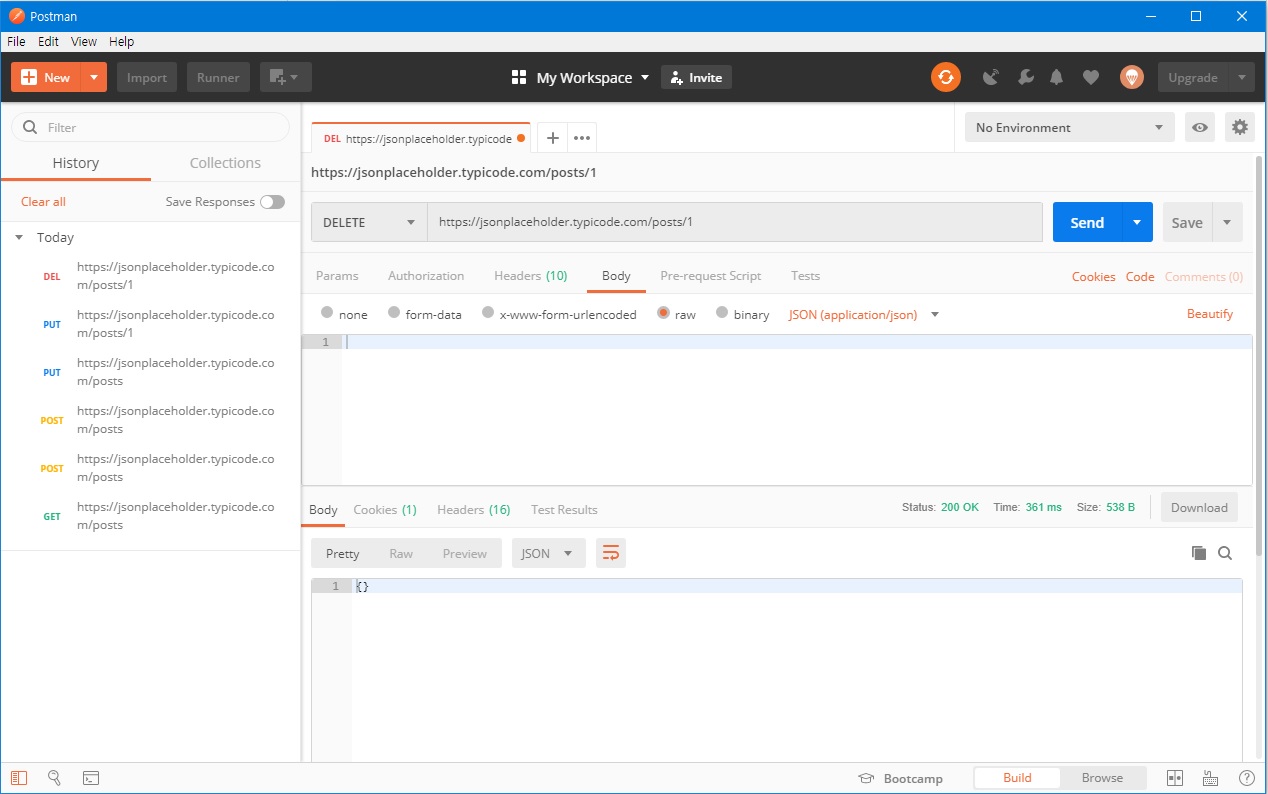 Postman
File Edit View Help
New Import Runner My Workspace Invite Upgrade
Filter
History Collections
Clear all Save Responses
Today
DEL https://jsonplaceholder.typicode.co
m/posts/1
PUT https://jsonplaceholder.typicode.co
m/posts/1
PUT https://jsonplaceholder.typicode.co
m/posts
POST https://jsonplaceholder.typicode.co
m/posts
POST https://jsonplaceholder.typicode.co
m/posts
GET https://jsonplaceholder.typicode.co
m/posts
DEL https://jsonplaceholder.typicode No Environment
https://jsonplaceholder.typicode.com/posts/1
DELETE https://jsonplaceholder.typicode.com/posts/1 Send Save
Params Authorization Headers (10) Body Pre-request Script Tests Cookies Code Comments (0)
none form-data x-www-form-urlencoded raw binary JSON (application/json) Beautify
1
Body Cookies (1) Headers (16) Test Results Status: 200 OK Time: 361 ms Size: 538 B Download
Pretty Raw Preview JSON
1 {}
Bootcamp Build Browse ?